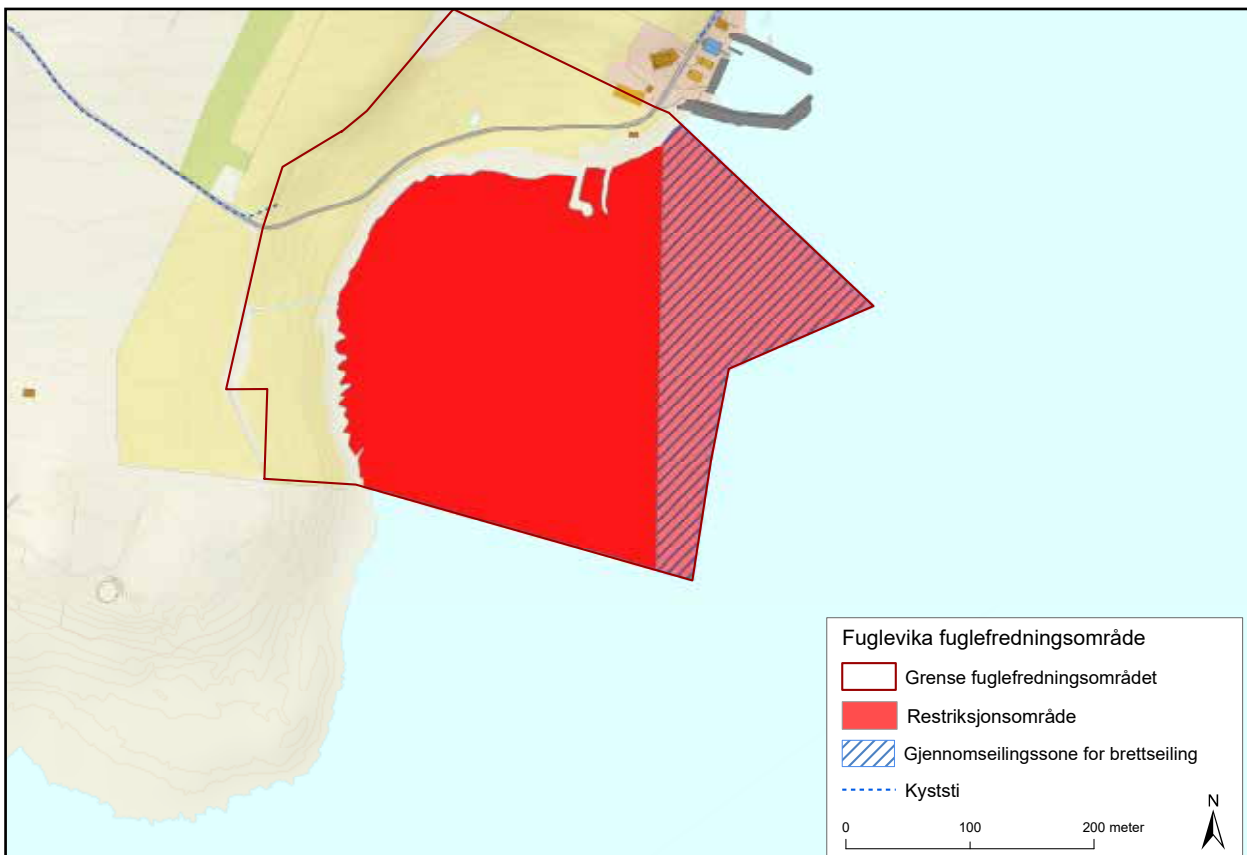 Fuglevika fuglefredningsområde
Grense fuglefredningsområdet
Restriksjonsområde
Gjennomseilingssone for brettseiling
Kyststi
N
0 100 200 meter